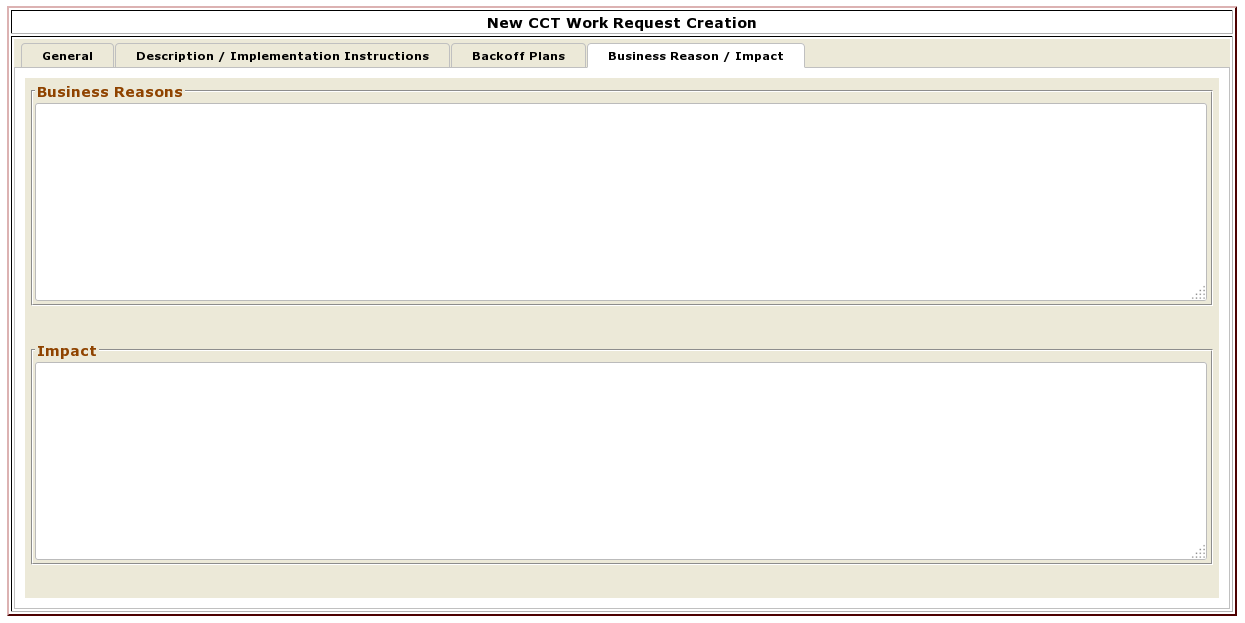 New CCT Work Request Creation
General Description / Implementation Instructions Backoff Plans Business Reason / Impact
Business Reasons
Impact